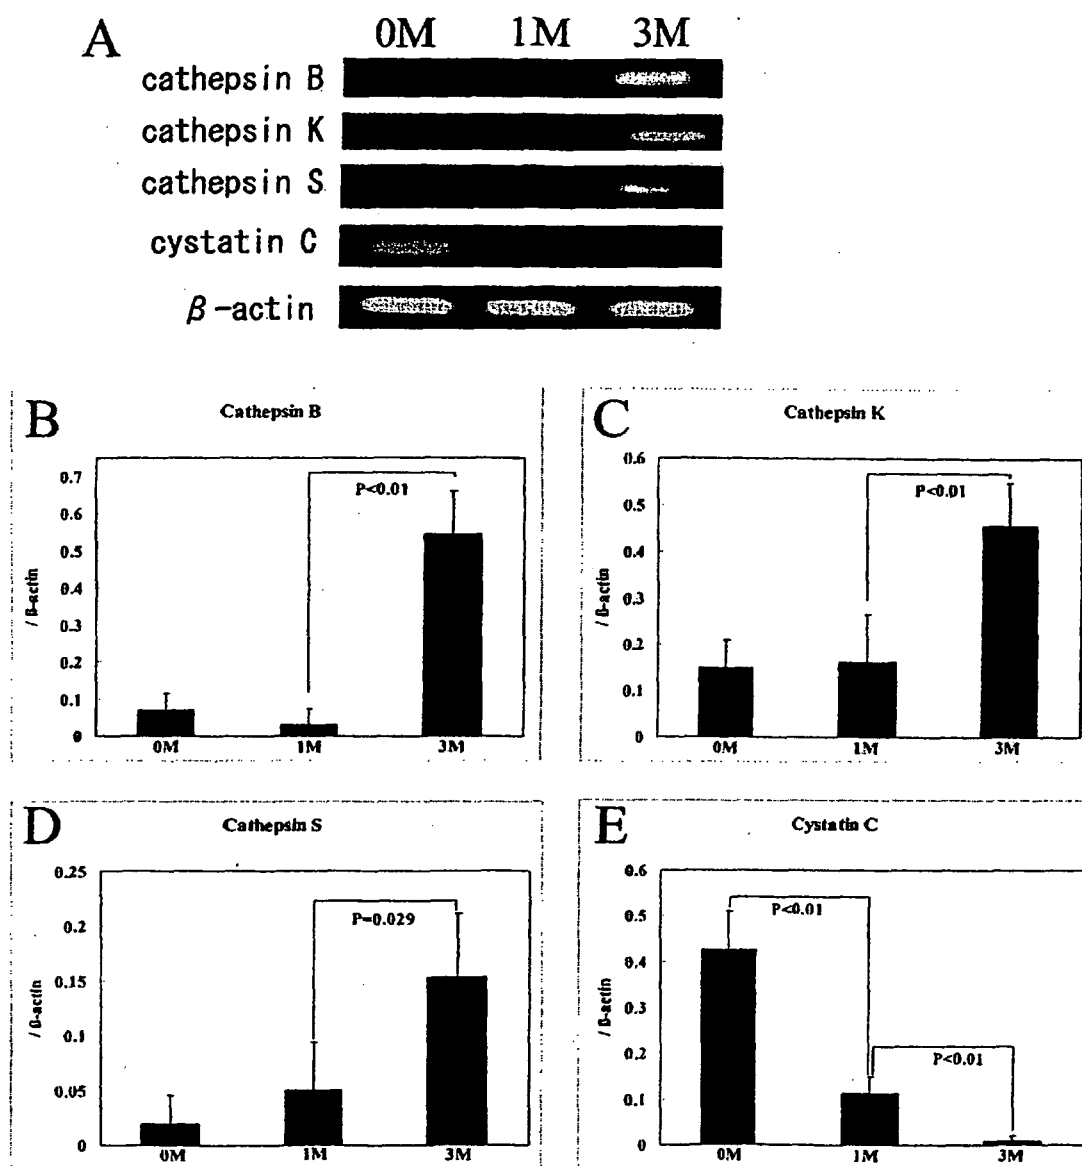 A
0M 1M 3M
cathepsin B
cathepsin K
cathepsin S
cystatin C
β-actin
B
Cathepsin B
/ ß-actin
0.7
0.6
0.5
0.4
0.3
0.2
0.1
0
P<0.01
0M 1M 3M
C
Cathepsin K
/ ß-actin
0.6
0.5
0.4
0.3
0.2
0.1
0
P<0.01
0M 1M 3M
D
Cathepsin S
/ ß-actin
0.25
0.2
0.15
0.1
0.05
0
P=0.029
0M 1M 3M
E
Cystatin C
/ ß-actin
0.6
0.5
0.4
0.3
0.2
0.1
0
P<0.01
P<0.01
0M 1M 3M